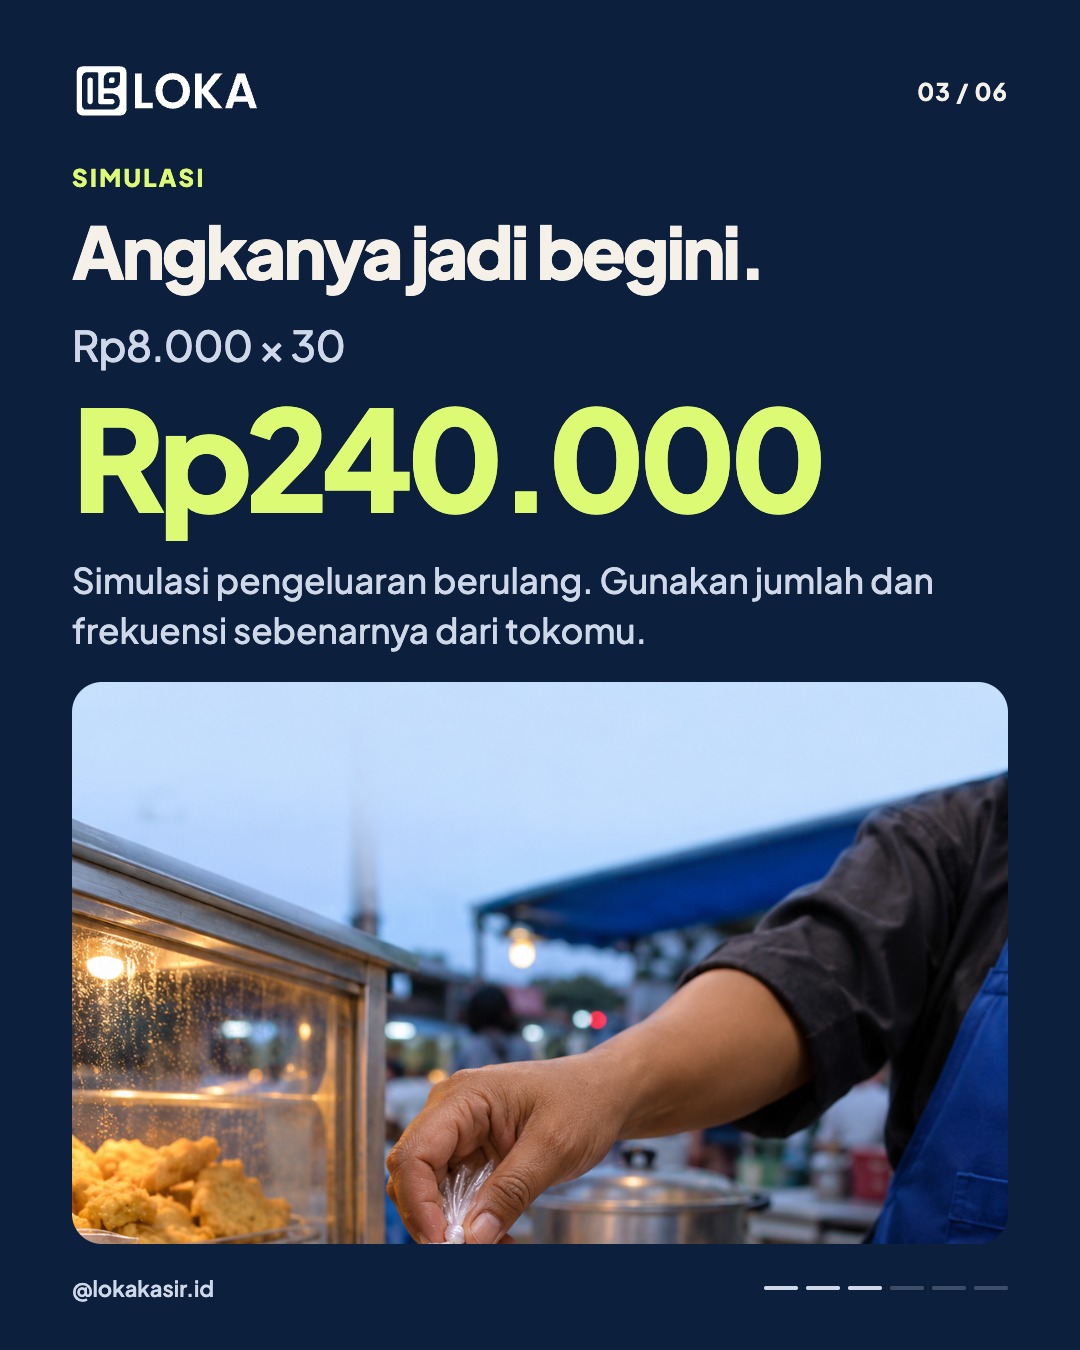 LOKA
03 / 06
SIMULASI
Angkanya jadi begini.
Rp8.000 × 30
Rp240.000
Simulasi pengeluaran berulang. Gunakan jumlah dan
frekuensi sebenarnya dari tokomu.
@lokakasir.id